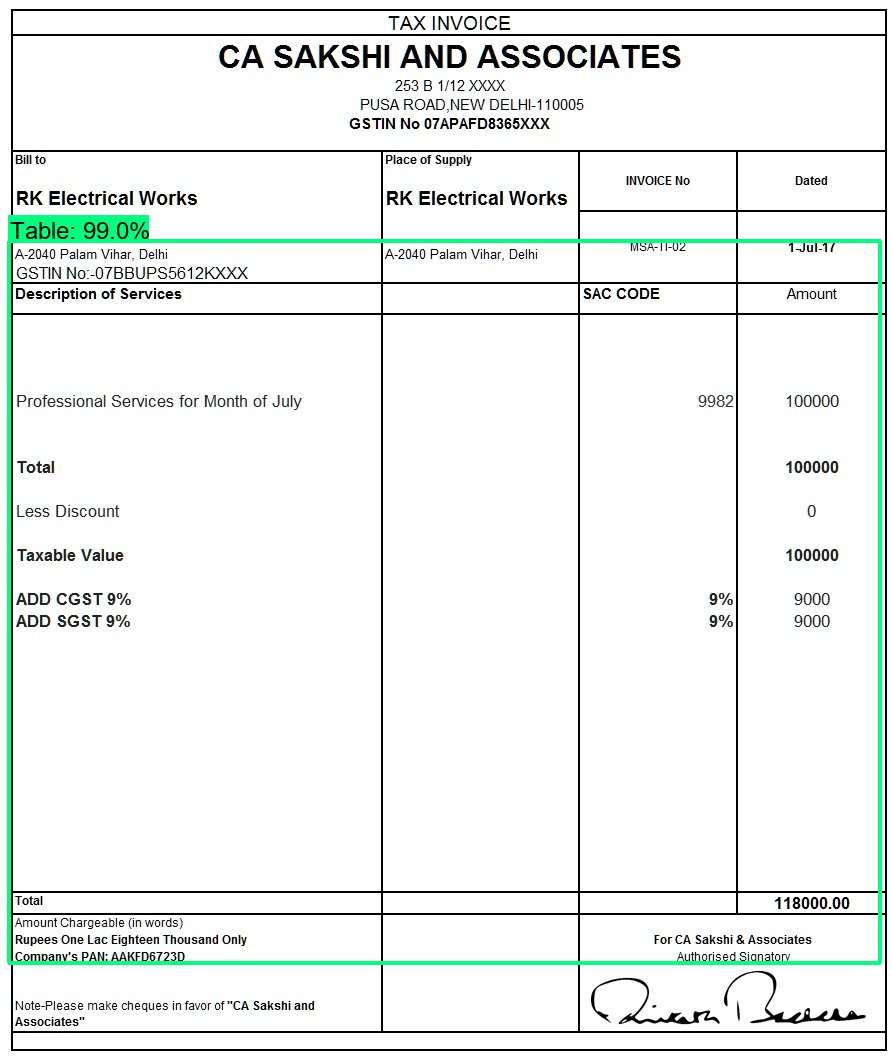 TAX INVOICE
CA SAKSHI AND ASSOCIATES
253 B 1/12 XXXX
PUSA ROAD,NEW DELHI-110005
GSTIN No 07APAFD8365XXX
Bill to
Place of Supply
INVOICE No
Dated
RK Electrical Works
RK Electrical Works
Table: 99.0%
MSA-TI-02
1-Jul-17
A-2040 Palam Vihar, Delhi
A-2040 Palam Vihar, Delhi
GSTIN No:-07BBUPS5612KXXX
Description of Services SAC CODE Amount
Professional Services for Month of July 9982 100000
Total 100000
Less Discount 0
Taxable Value 100000
ADD CGST 9% 9% 9000
ADD SGST 9% 9% 9000
Total 118000.00
Amount Chargeable (in words)
Rupees One Lac Eighteen Thousand Only
For CA Sakshi & Associates
Company's PAN: AAKFD6723D
Authorised Signatory
Note-Please make cheques in favor of "CA Sakshi and
Associates"